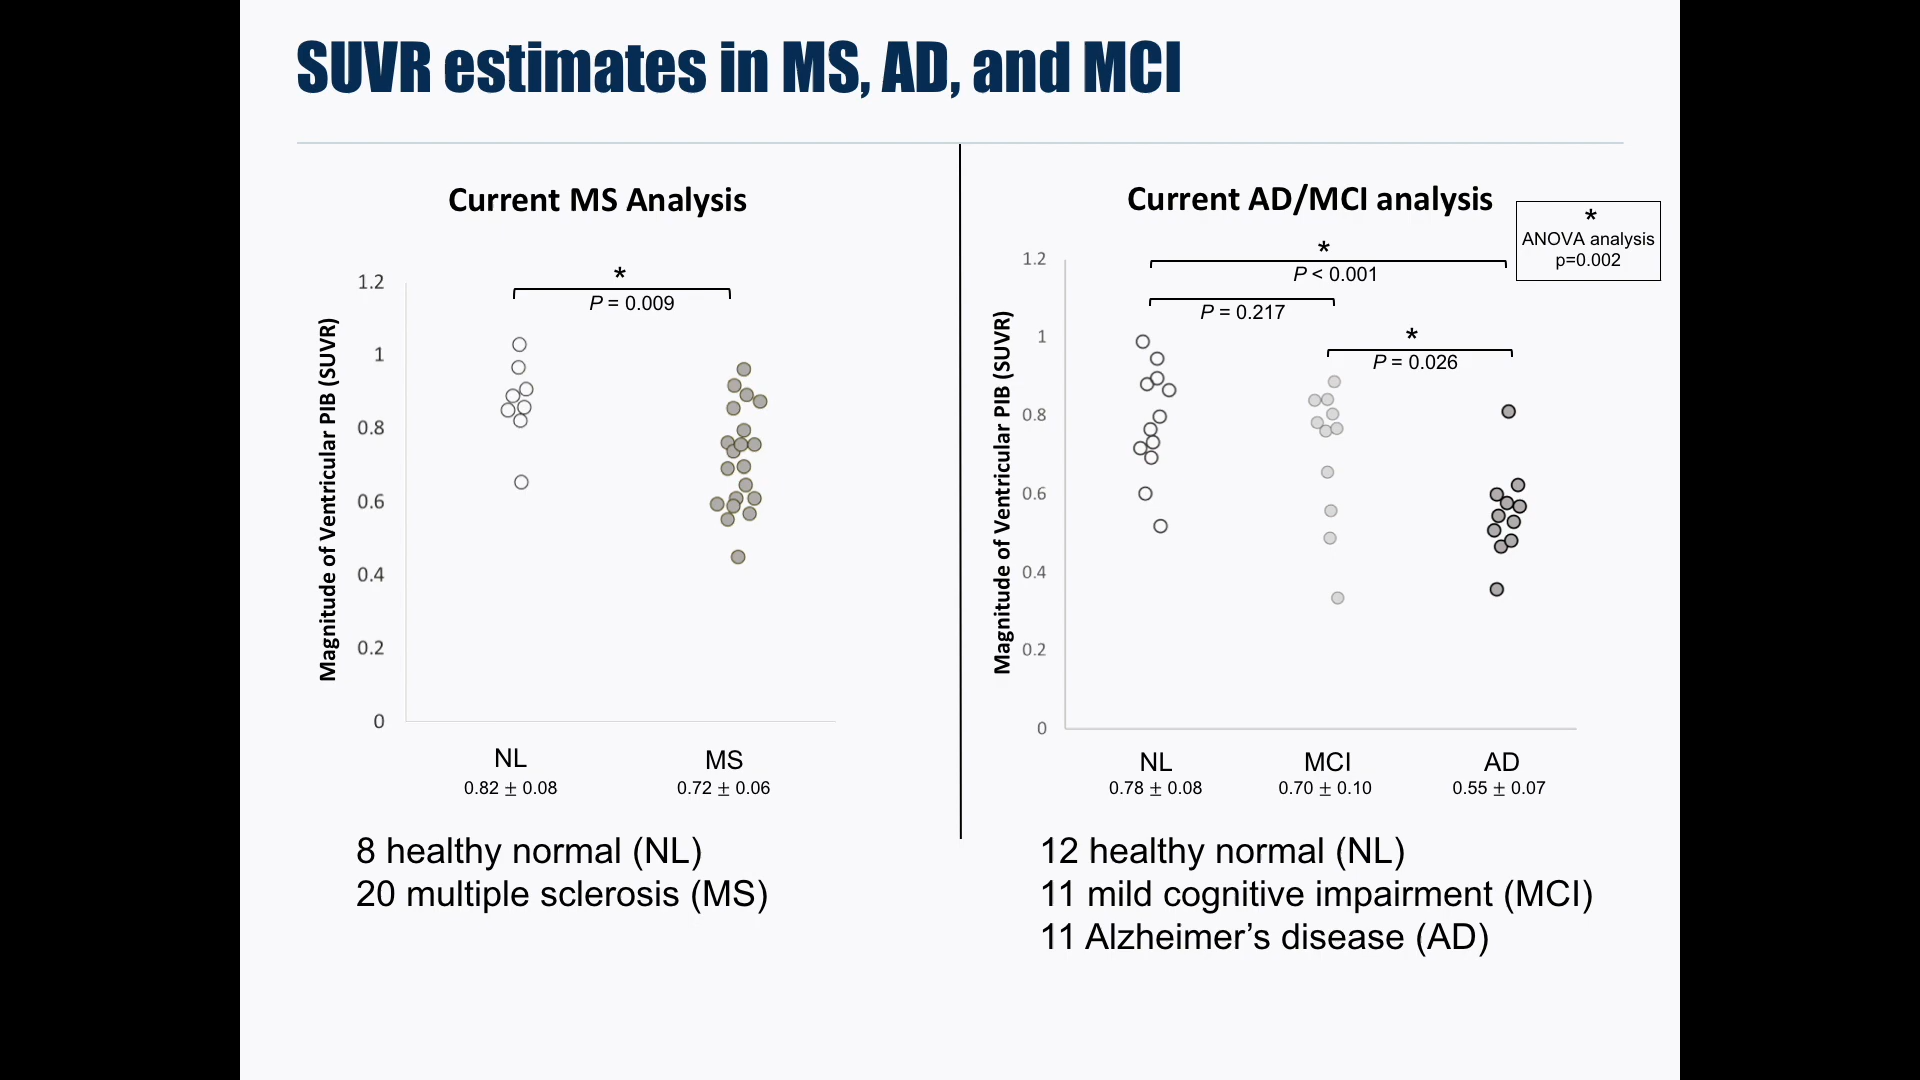 SUVR estimates in MS, AD, and MCI
Current MS Analysis
*
P = 0.009
Magnitude of Ventricular PIB (SUVR)
1.2
1
0.8
0.6
0.4
0.2
0
NL
0.82 ± 0.08
MS
0.72 ± 0.06
8 healthy normal (NL)
20 multiple sclerosis (MS)
Current AD/MCI analysis
*
ANOVA analysis
p=0.002
*
P < 0.001
P = 0.217
*
P = 0.026
Magnitude of Ventricular PIB (SUVR)
1.2
1
0.8
0.6
0.4
0.2
0
NL
0.78 ± 0.08
MCI
0.70 ± 0.10
AD
0.55 ± 0.07
12 healthy normal (NL)
11 mild cognitive impairment (MCI)
11 Alzheimer’s disease (AD)